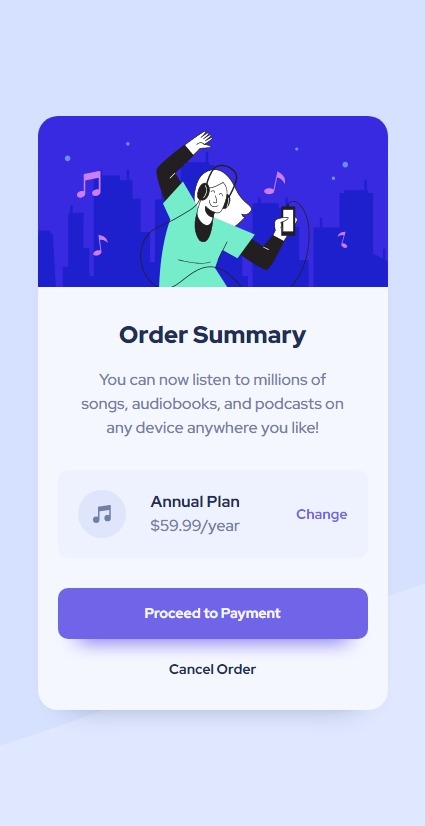 Order Summary
You can now listen to millions of
songs, audiobooks, and podcasts on
any device anywhere you like!
Annual Plan
$59.99/year
Change
Proceed to Payment
Cancel Order